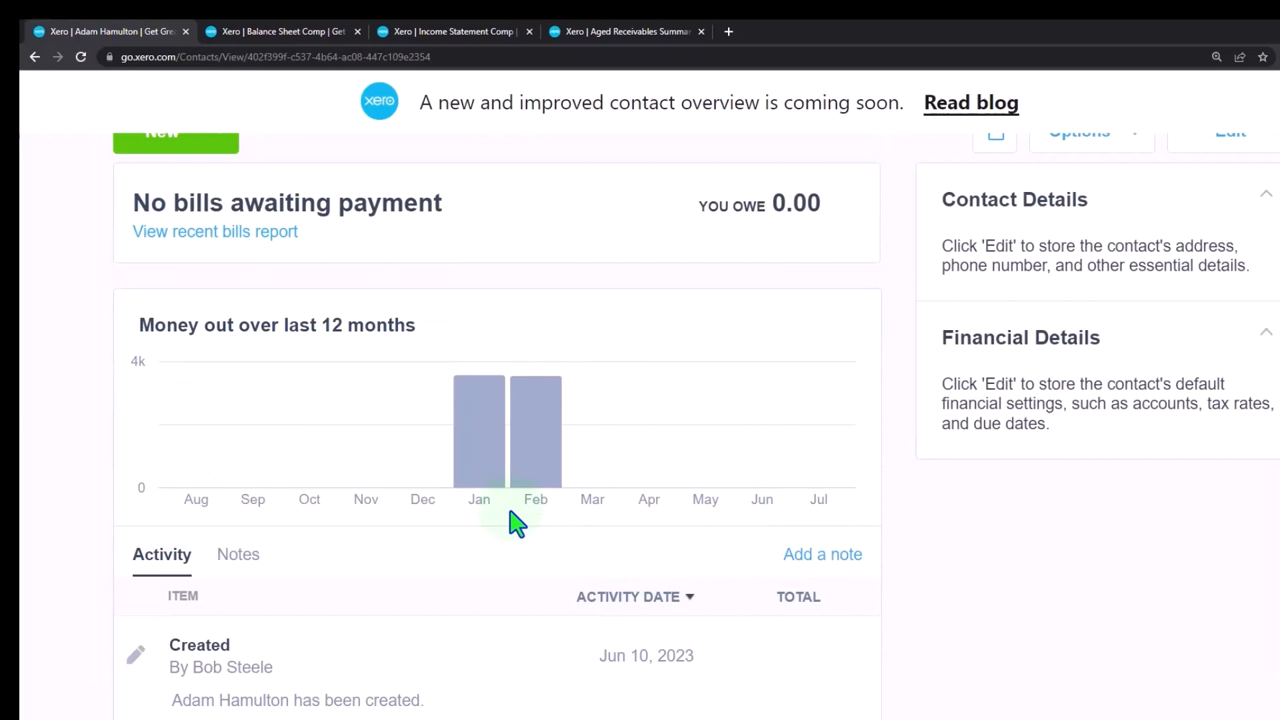 Xero | Adam Hamulton | Get Gre
Xero | Balance Sheet Comp | Get
Xero | Income Statement Comp |
Xero | Aged Receivables Summar
go.xero.com/Contacts/View/402f399f-c537-4b64-ac08-447c109e2354
xero
A new and improved contact overview is coming soon. Read blog
New
Options
Edit
No bills awaiting payment
YOU OWE 0.00
View recent bills report
Contact Details
Click 'Edit' to store the contact's address,
phone number, and other essential details.
Money out over last 12 months
4k
0
Aug Sep Oct Nov Dec Jan Feb Mar Apr May Jun Jul
Financial Details
Click 'Edit' to store the contact's default
financial settings, such as accounts, tax rates,
and due dates.
Activity Notes
Add a note
ITEM ACTIVITY DATE TOTAL
Created
By Bob Steele
Jun 10, 2023
Adam Hamulton has been created.